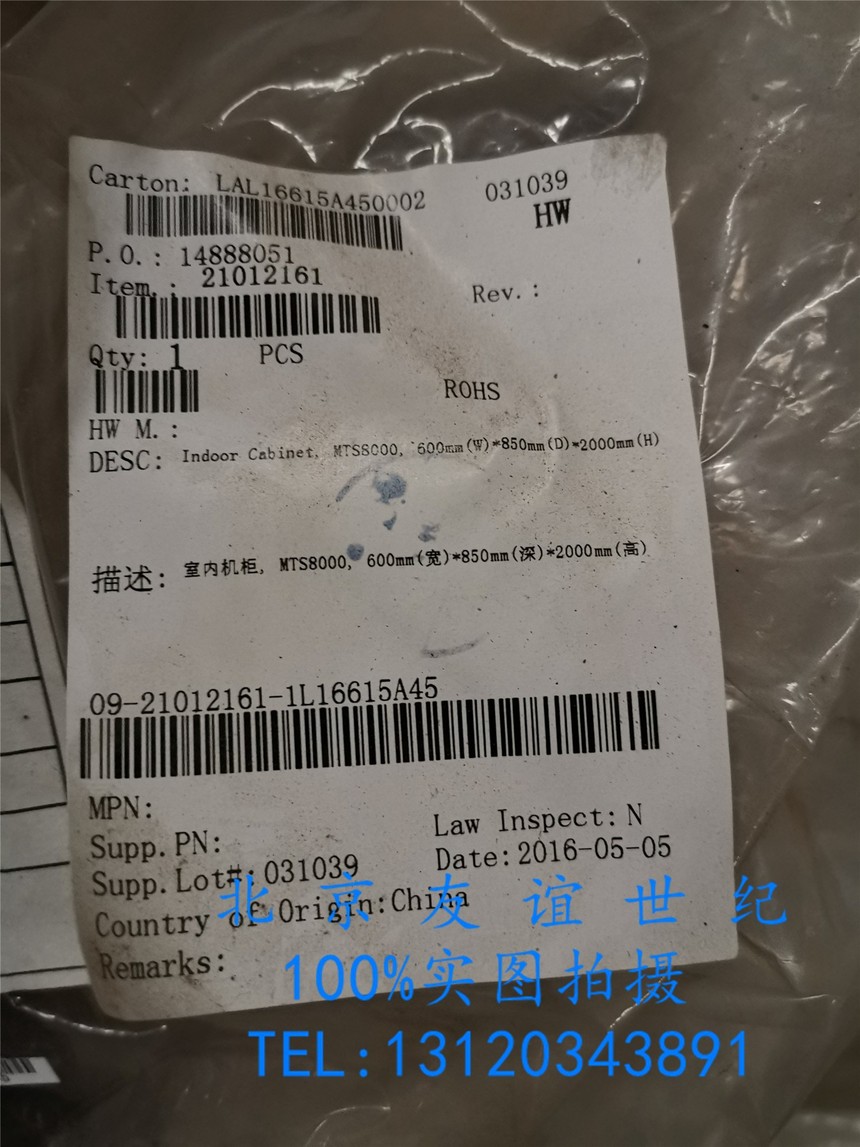 Carton: LAL16615A450002 031039
HW
P.O.: 14888051
Item.: 21012161
Rev.:
Qty: 1 PCS
ROHS
HW M.:
DESC: Indoor Cabinet, MTS8000, 600mm(W)*850mm(D)*2000mm(H)
描述: 室内机柜, MTS8000, 600mm(宽)*850mm(深)*2000mm(高)
09-21012161-1L16615A45
MPN:
Supp.PN:
Law Inspect: N
Supp.Lot#: 031039
Date: 2016-05-05
Country of Origin:China
Remarks:
北京友谊世纪
100%实图拍摄
TEL:13120343891